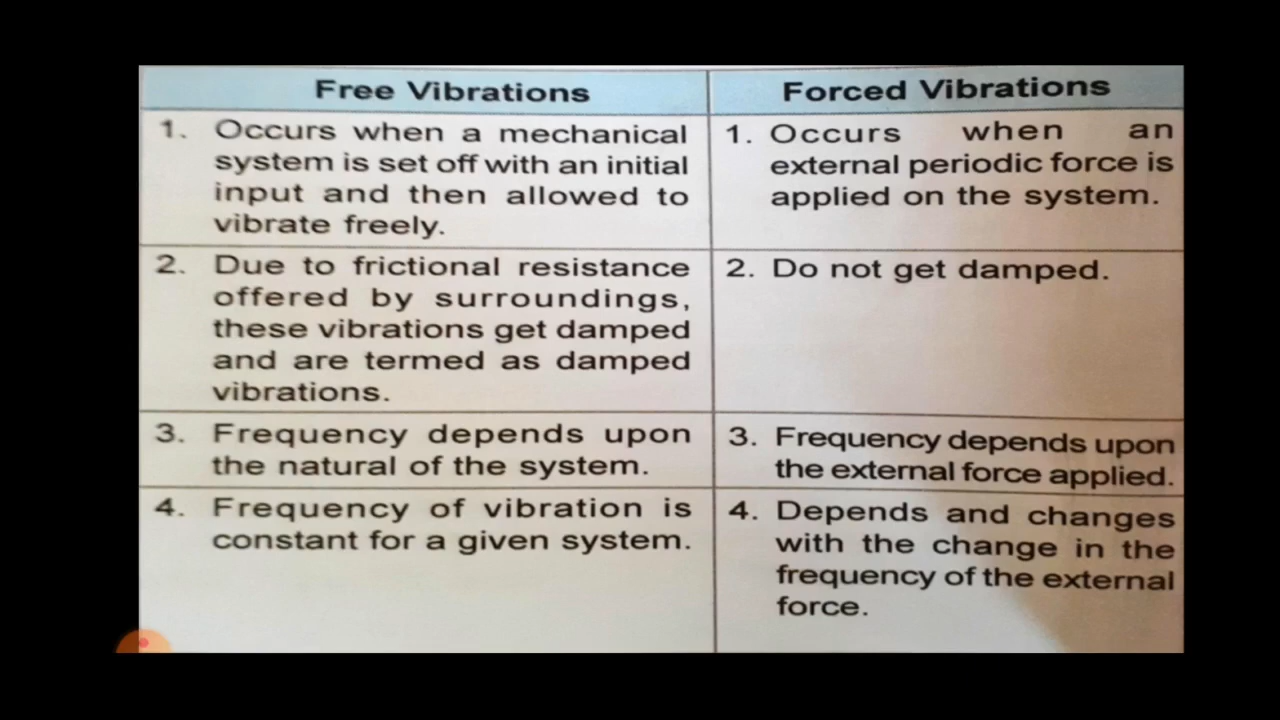 Free Vibrations
1. Occurs when a mechanical
system is set off with an initial
input and then allowed to
vibrate freely.
2. Due to frictional resistance
offered by surroundings,
these vibrations get damped
and are termed as damped
vibrations.
3. Frequency depends upon
the natural of the system.
4. Frequency of vibration is
constant for a given system.
Forced Vibrations
1. Occurs when an
external periodic force is
applied on the system.
2. Do not get damped.
3. Frequency depends upon
the external force applied.
4. Depends and changes
with the change in the
frequency of the external
force.